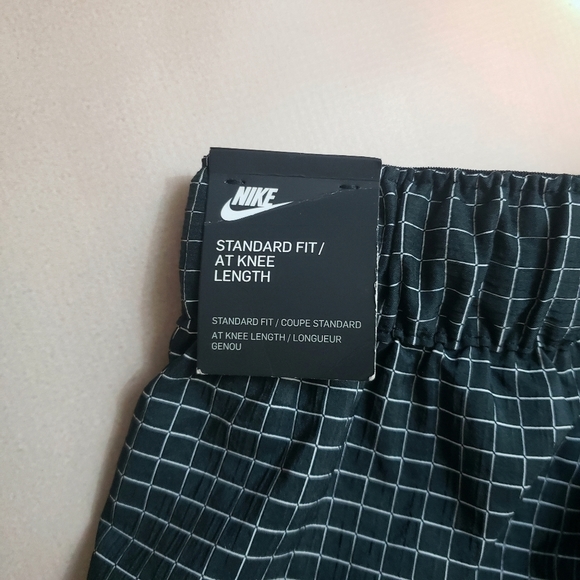 NIKE
STANDARD FIT /
AT KNEE
LENGTH
STANDARD FIT / COUPE STANDARD
AT KNEE LENGTH / LONGUEUR
GENOU